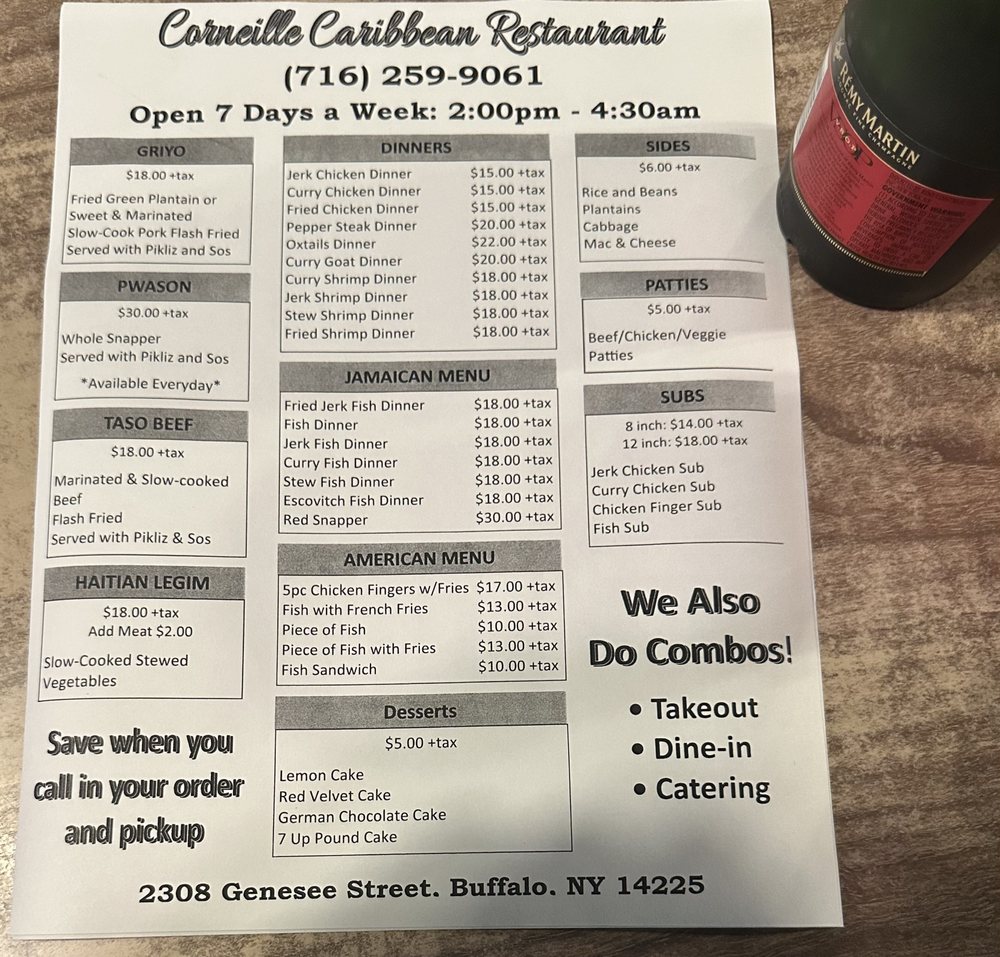 Corneille Caribbean Restaurant
(716) 259-9061
Open 7 Days a Week: 2:00pm - 4:30am
GRIYO
$18.00 +tax
Fried Green Plantain or
Sweet & Marinated
Slow-Cook Pork Flash Fried
Served with Pikliz and Sos
PWASON
$30.00 +tax
Whole Snapper
Served with Pikliz and Sos
*Available Everyday*
TASO BEEF
$18.00 +tax
Marinated & Slow-cooked
Beef
Flash Fried
Served with Pikliz & Sos
HAITIAN LEGIM
$18.00 +tax
Add Meat $2.00
Slow-Cooked Stewed
Vegetables
Save when you
call in your order
and pickup
DINNERS
Jerk Chicken Dinner $15.00 +tax
Curry Chicken Dinner $15.00 +tax
Fried Chicken Dinner $15.00 +tax
Pepper Steak Dinner $20.00 +tax
Oxtails Dinner $22.00 +tax
Curry Goat Dinner $20.00 +tax
Curry Shrimp Dinner $18.00 +tax
Jerk Shrimp Dinner $18.00 +tax
Stew Shrimp Dinner $18.00 +tax
Fried Shrimp Dinner $18.00 +tax
JAMAICAN MENU
Fried Jerk Fish Dinner $18.00 +tax
Fish Dinner $18.00 +tax
Jerk Fish Dinner $18.00 +tax
Curry Fish Dinner $18.00 +tax
Stew Fish Dinner $18.00 +tax
Escovitch Fish Dinner $18.00 +tax
Red Snapper $30.00 +tax
AMERICAN MENU
5pc Chicken Fingers w/Fries $17.00 +tax
Fish with French Fries $13.00 +tax
Piece of Fish $10.00 +tax
Piece of Fish with Fries $13.00 +tax
Fish Sandwich $10.00 +tax
Desserts
$5.00 +tax
Lemon Cake
Red Velvet Cake
German Chocolate Cake
7 Up Pound Cake
SIDES
$6.00 +tax
Rice and Beans
Plantains
Cabbage
Mac & Cheese
PATTIES
$5.00 +tax
Beef/Chicken/Veggie
Patties
SUBS
8 inch: $14.00 +tax
12 inch: $18.00 +tax
Jerk Chicken Sub
Curry Chicken Sub
Chicken Finger Sub
Fish Sub
We Also
Do Combos!
• Takeout
• Dine-in
• Catering
2308 Genesee Street. Buffalo. NY 14225
RÉMY MARTIN
FINE CHAMPAGNE
GOVERNMENT WARNING